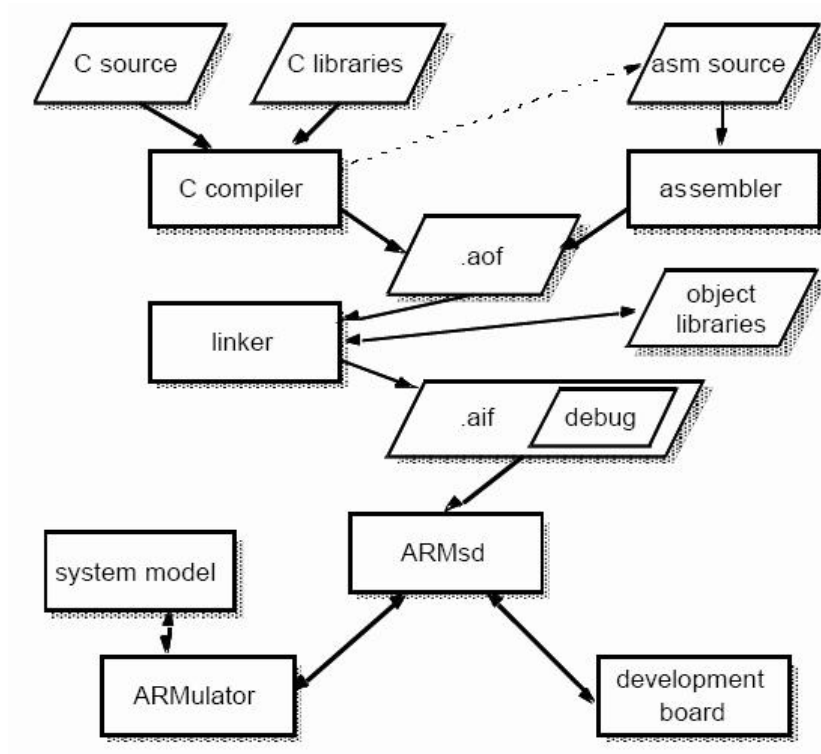 C source
C libraries
asm source
C compiler
assembler
.aof
object
libraries
linker
.aif
debug
ARMsd
system model
ARMulator
development
board